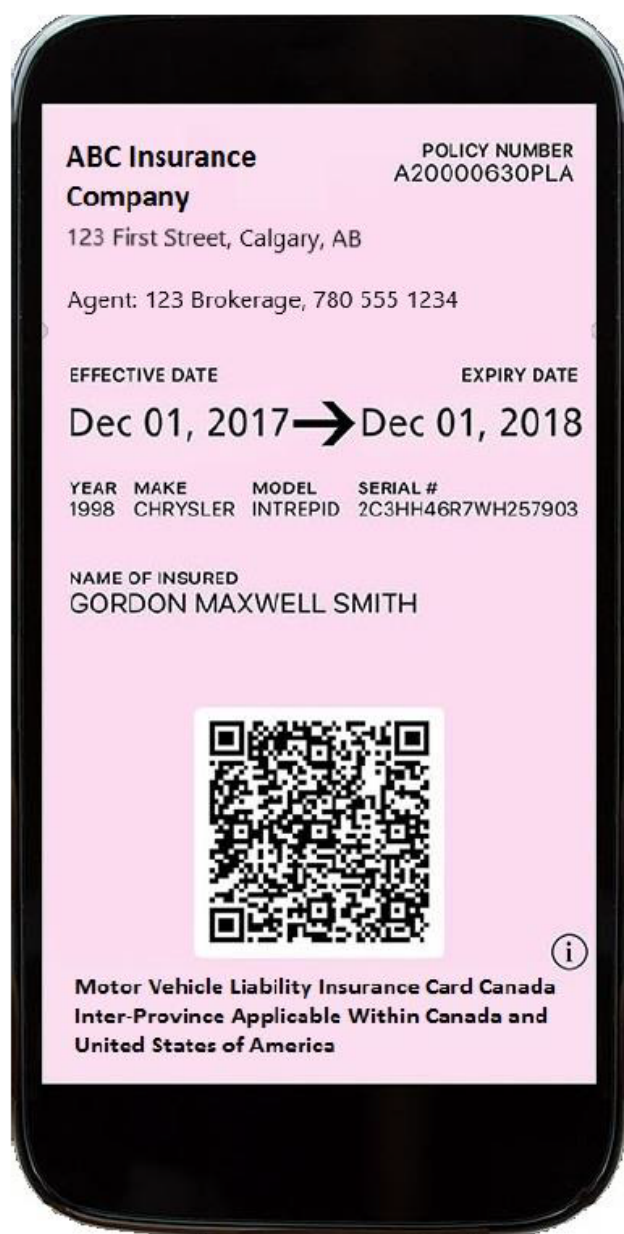 ABC Insurance
Company
POLICY NUMBER
A20000630PLA
123 First Street, Calgary, AB
Agent: 123 Brokerage, 780 555 1234
EFFECTIVE DATE EXPIRY DATE
Dec 01, 2017→Dec 01, 2018
YEAR MAKE MODEL SERIAL #
1998 CHRYSLER INTREPID 2C3HH46R7WH257903
NAME OF INSURED
GORDON MAXWELL SMITH
i
Motor Vehicle Liability Insurance Card Canada
Inter-Province Applicable Within Canada and
United States of America